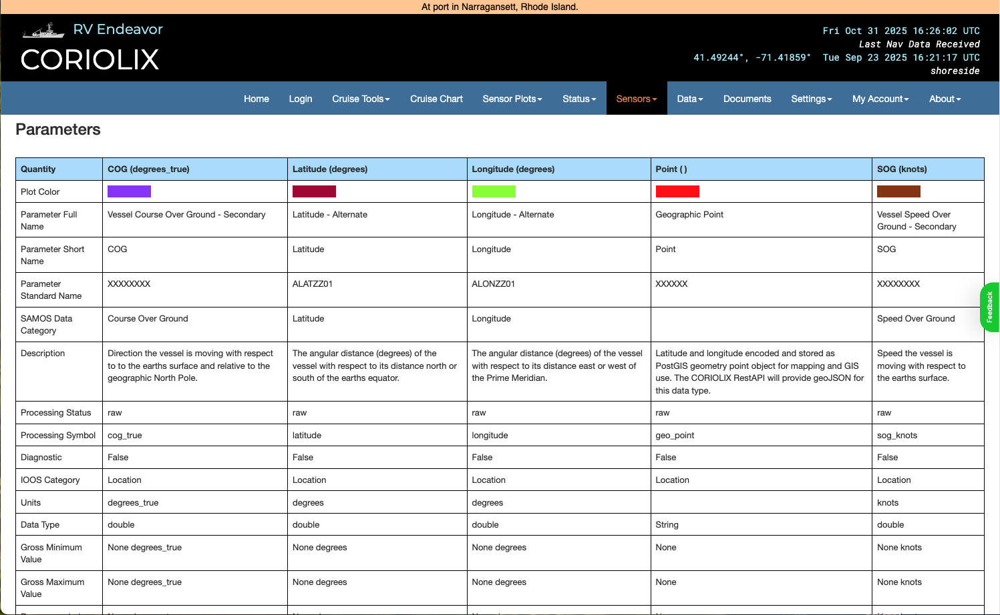 At port in Narragansett, Rhode Island.
RV Endeavor
CORIOLIX
Fri Oct 31 2025 16:26:02 UTC
Last Nav Data Received
41.49244°, -71.41859° Tue Sep 23 2025 16:21:17 UTC
shoreside
Home Login Cruise Tools Cruise Chart Sensor Plots Status Sensors Data Documents Settings My Account About
Parameters
Quantity COG (degrees_true) Latitude (degrees) Longitude (degrees) Point ( ) SOG (knots)
Plot Color
Parameter Full Name Vessel Course Over Ground - Secondary Latitude - Alternate Longitude - Alternate Geographic Point Vessel Speed Over Ground - Secondary
Parameter Short Name COG Latitude Longitude Point SOG
Parameter Standard Name XXXXXXXX ALATZZ01 ALONZZ01 XXXXXX XXXXXXXX
SAMOS Data Category Course Over Ground Latitude Longitude Speed Over Ground
Description Direction the vessel is moving with respect to to the earths surface and relative to the geographic North Pole. The angular distance (degrees) of the vessel with respect to its distance north or south of the earths equator. The angular distance (degrees) of the vessel with respect to its distance east or west of the Prime Meridian. Latitude and longitude encoded and stored as PostGIS geometry point object for mapping and GIS use. The CORIOLIX RestAPI will provide geoJSON for this data type. Speed the vessel is moving with respect to the earths surface.
Processing Status raw raw raw raw raw
Processing Symbol cog_true latitude longitude geo_point sog_knots
Diagnostic False False False False False
IOOS Category Location Location Location Location Location
Units degrees_true degrees degrees knots
Data Type double double double String double
Gross Minimum Value None degrees_true None degrees None degrees None None knots
Gross Maximum Value None degrees_true None degrees None degrees None None knots
Feedback